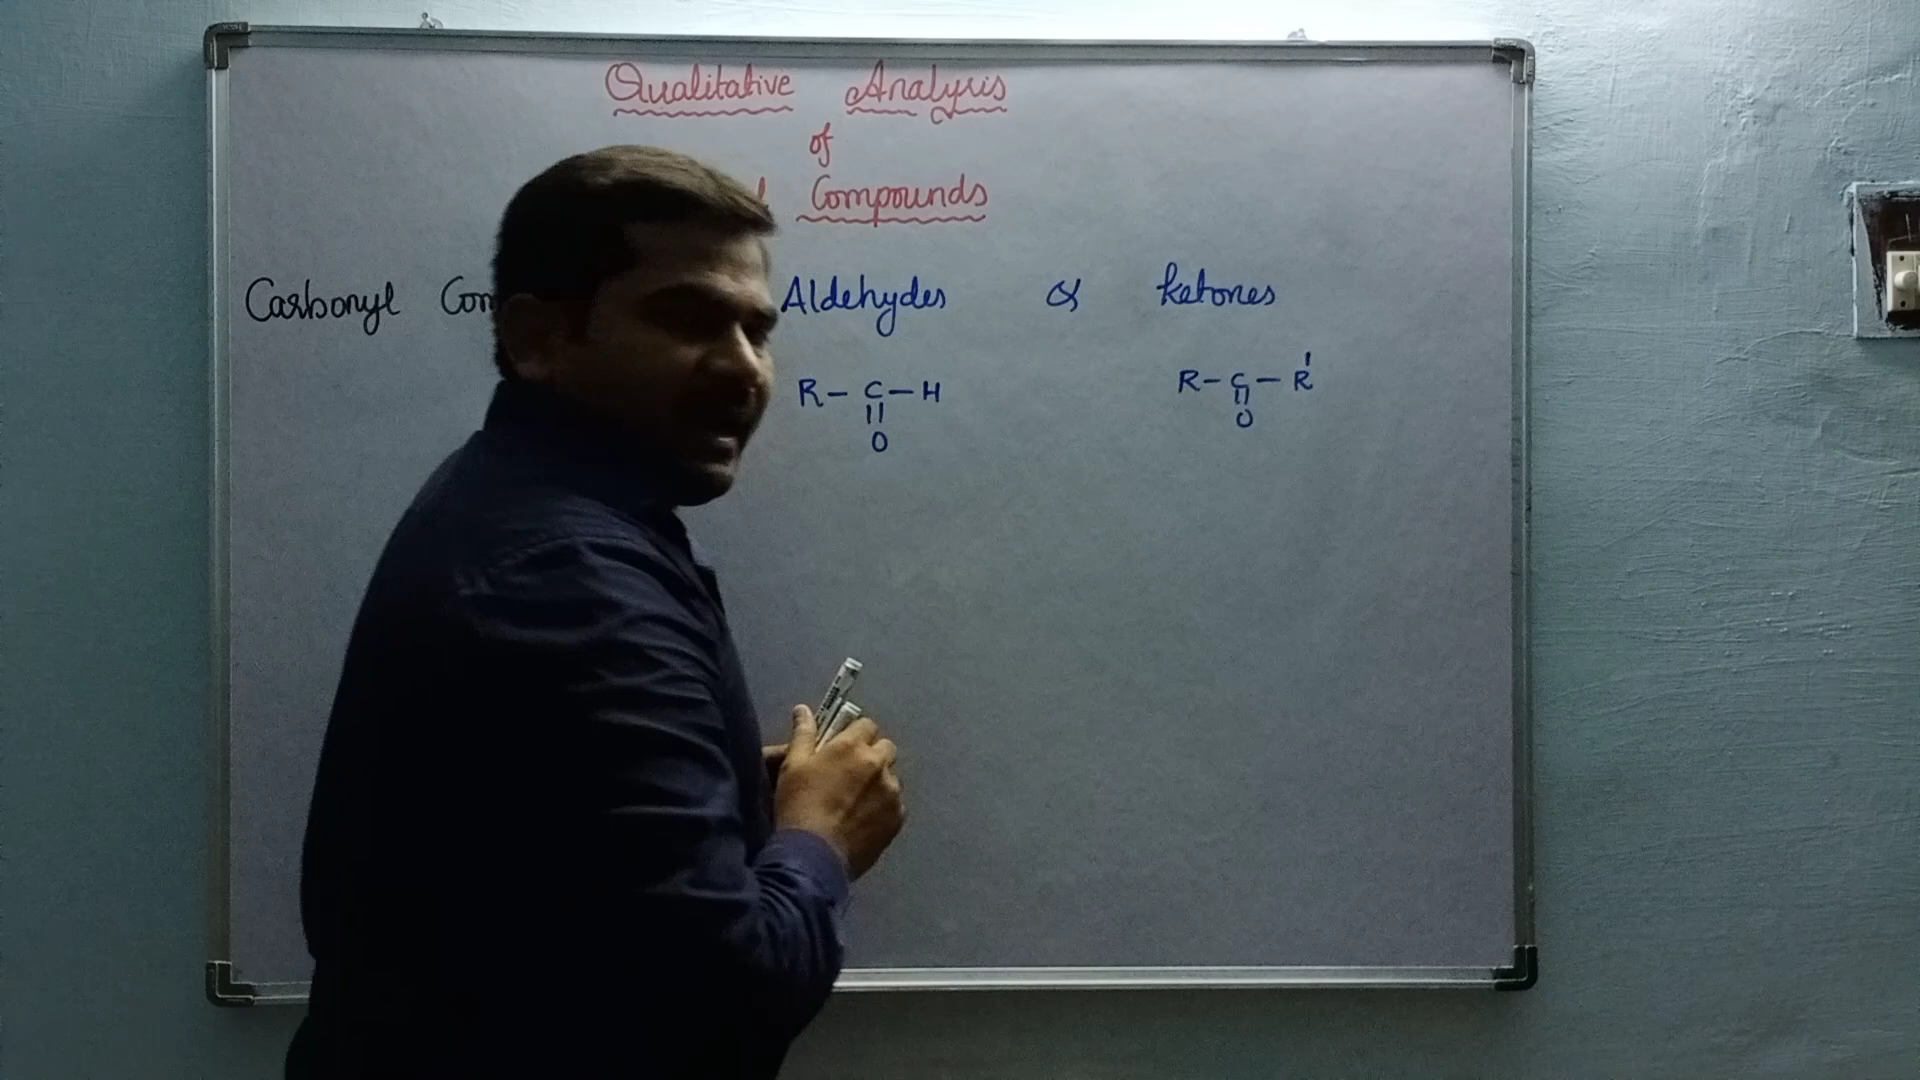 Qualitative Analysis
of
Compounds
Carbonyl Com Aldehydes & ketones
R-C-H R-C-R'
|| ||
O O